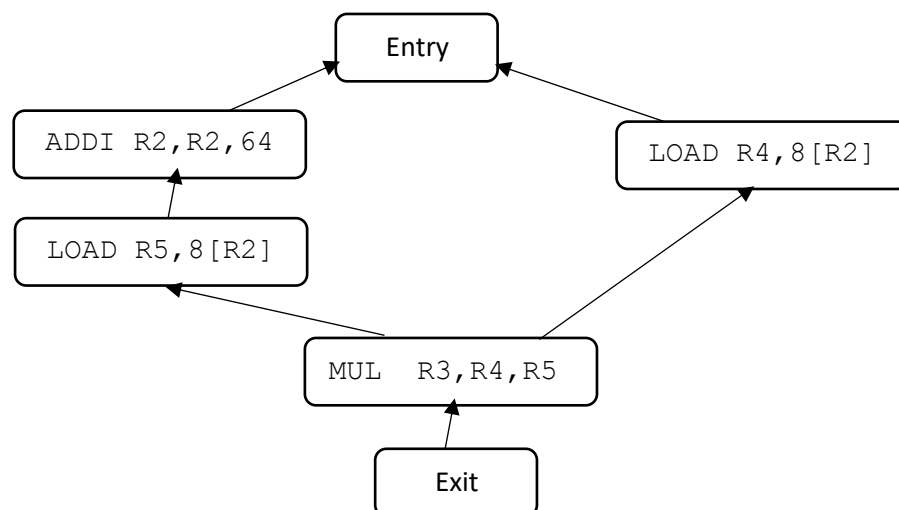 Entry
ADDI R2,R2,64
LOAD R4,8[R2]
LOAD R5,8[R2]
MUL  R3,R4,R5
Exit